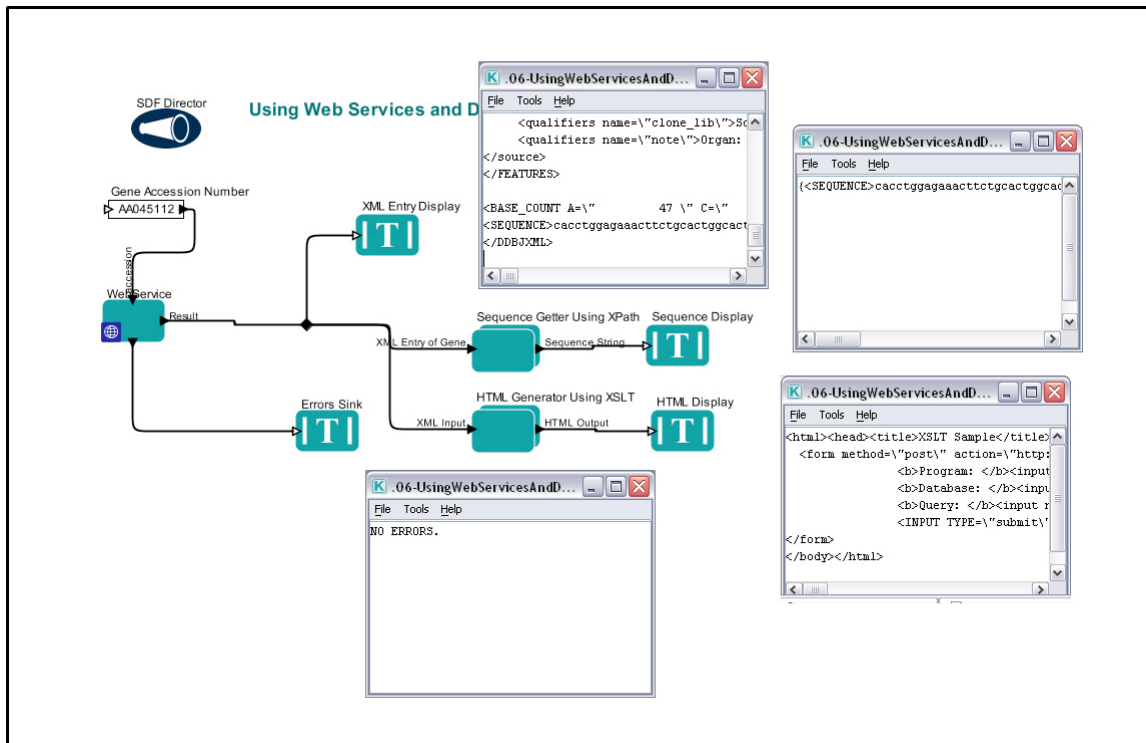 SDF Director
Using Web Services and D
Gene Accession Number
AA045112
accession
WebService
Result
XML Entry Display
T
XML Entry of Gene
Sequence Getter Using XPath
Sequence String
Sequence Display
T
XML Input
HTML Generator Using XSLT
HTML Output
HTML Display
T
Errors Sink
T
.06-UsingWebServicesAndD...
File Tools Help
<qualifiers name=\"clone_lib\">So
<qualifiers name=\"note\">Organ:
</source>
</FEATURES>
<BASE_COUNT A=\" 47 \" C=\"
<SEQUENCE>cacctggagaaacttctgcactggcact
</DDBJXML>
.06-UsingWebServicesAndD...
File Tools Help
{<SEQUENCE>cacctggagaaacttctgcactggcac
.06-UsingWebServicesAndD...
File Tools Help
<html><head><title>XSLT Sample</title>
<form method=\"post\" action=\"http:
<b>Program: </b><input
<b>Database: </b><inpu
<b>Query: </b><input n
<INPUT TYPE=\"submit\"
</form>
</body></html>
.06-UsingWebServicesAndD...
File Tools Help
NO ERRORS.